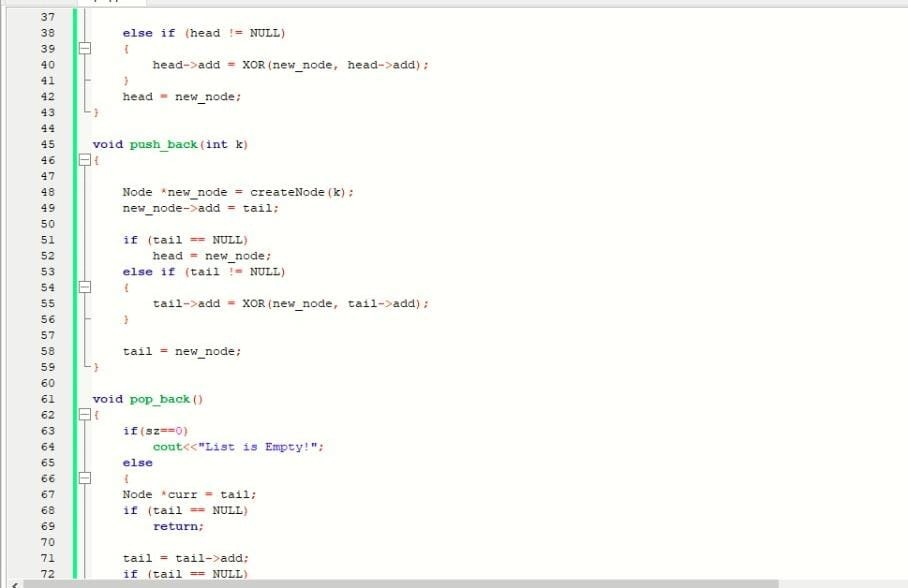 37
38 else if (head != NULL)
39 {
40 head->add = XOR(new_node, head->add);
41 }
42 head = new_node;
43 }
44
45 void push_back(int k)
46 {
47
48 Node *new_node = createNode(k);
49 new_node->add = tail;
50
51 if (tail == NULL)
52 head = new_node;
53 else if (tail != NULL)
54 {
55 tail->add = XOR(new_node, tail->add);
56 }
57
58 tail = new_node;
59 }
60
61 void pop_back()
62 {
63 if(sz==0)
64 cout<<"List is Empty!";
65 else
66 {
67 Node *curr = tail;
68 if (tail == NULL)
69 return;
70
71 tail = tail->add;
72 if (tail == NULL)